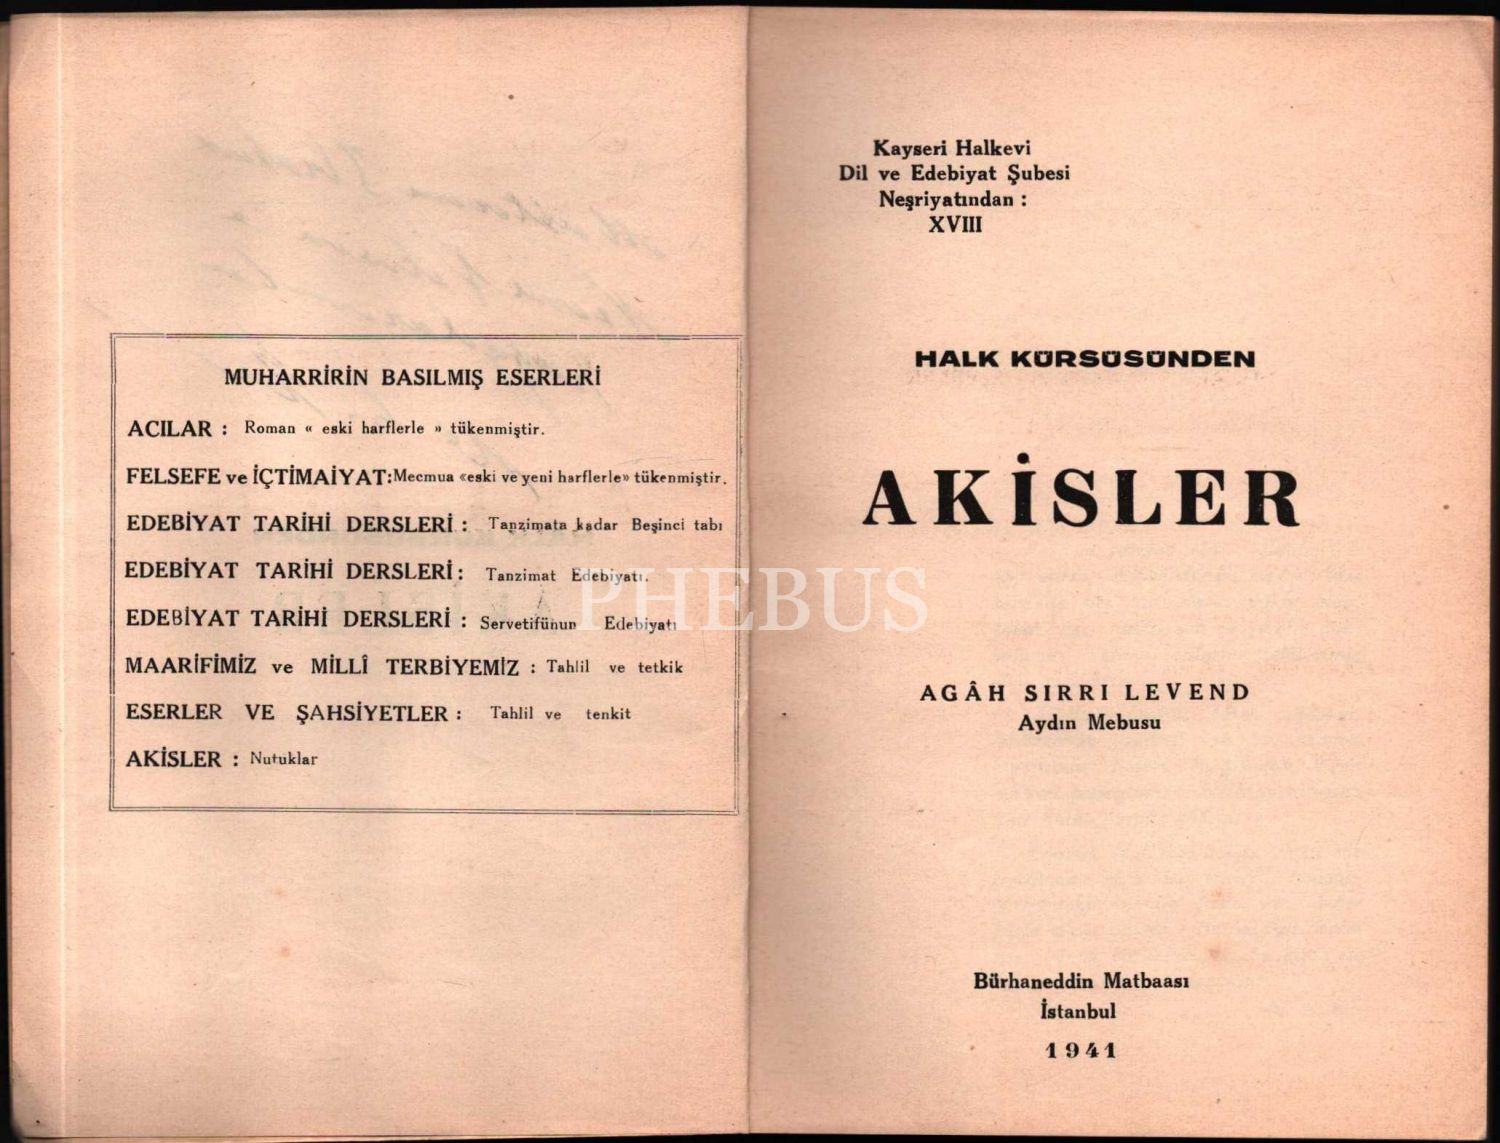 MUHARRİRİN BASILMIŞ ESERLERİ
ACILAR : Roman « eski harflerle » tükenmiştir.
FELSEFE ve İÇTİMAİYAT: Mecmua «eski ve yeni harflerle» tükenmiştir.
EDEBİYAT TARİHİ DERSLERİ : Tanzimata kadar Beşinci tabı
EDEBİYAT TARİHİ DERSLERİ : Tanzimat Edebiyatı.
EDEBİYAT TARİHİ DERSLERİ : Servetifünun Edebiyatı
MAARİFİMİZ ve MİLLÎ TERBİYEMİZ : Tahlil ve tetkik
ESERLER VE ŞAHSİYETLER : Tahlil ve tenkit
AKİSLER : Nutuklar
PHEBUS
Kayseri Halkevi
Dil ve Edebiyat Şubesi
Neşriyatından :
XVIII
HALK KÜRSÜSÜNDEN
AKİSLER
AGÂH SIRRI LEVEND
Aydın Mebusu
Bürhaneddin Matbaası
İstanbul
1941